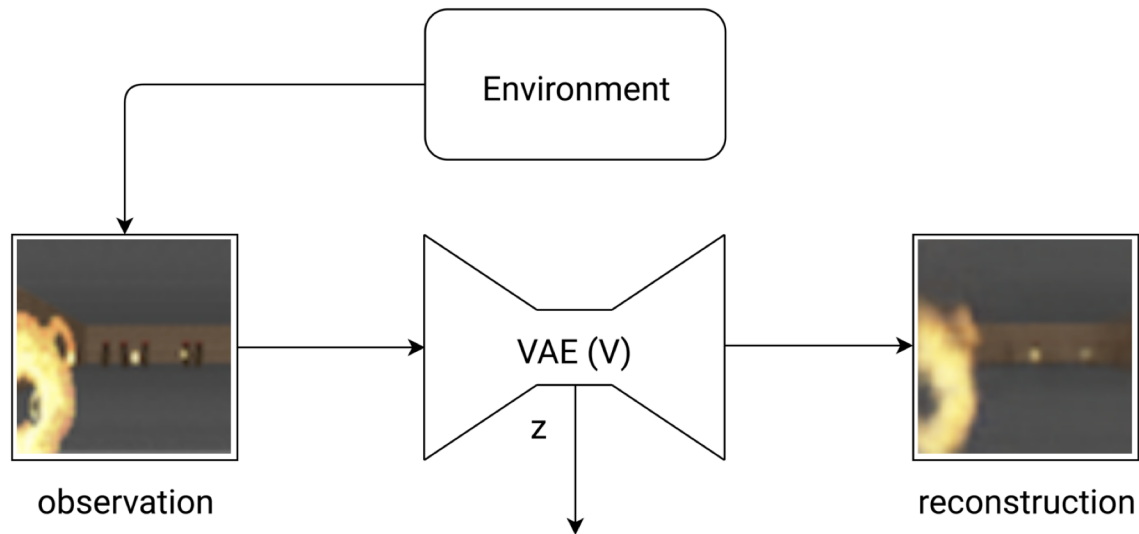 Environment
VAE (V)
z
observation
reconstruction